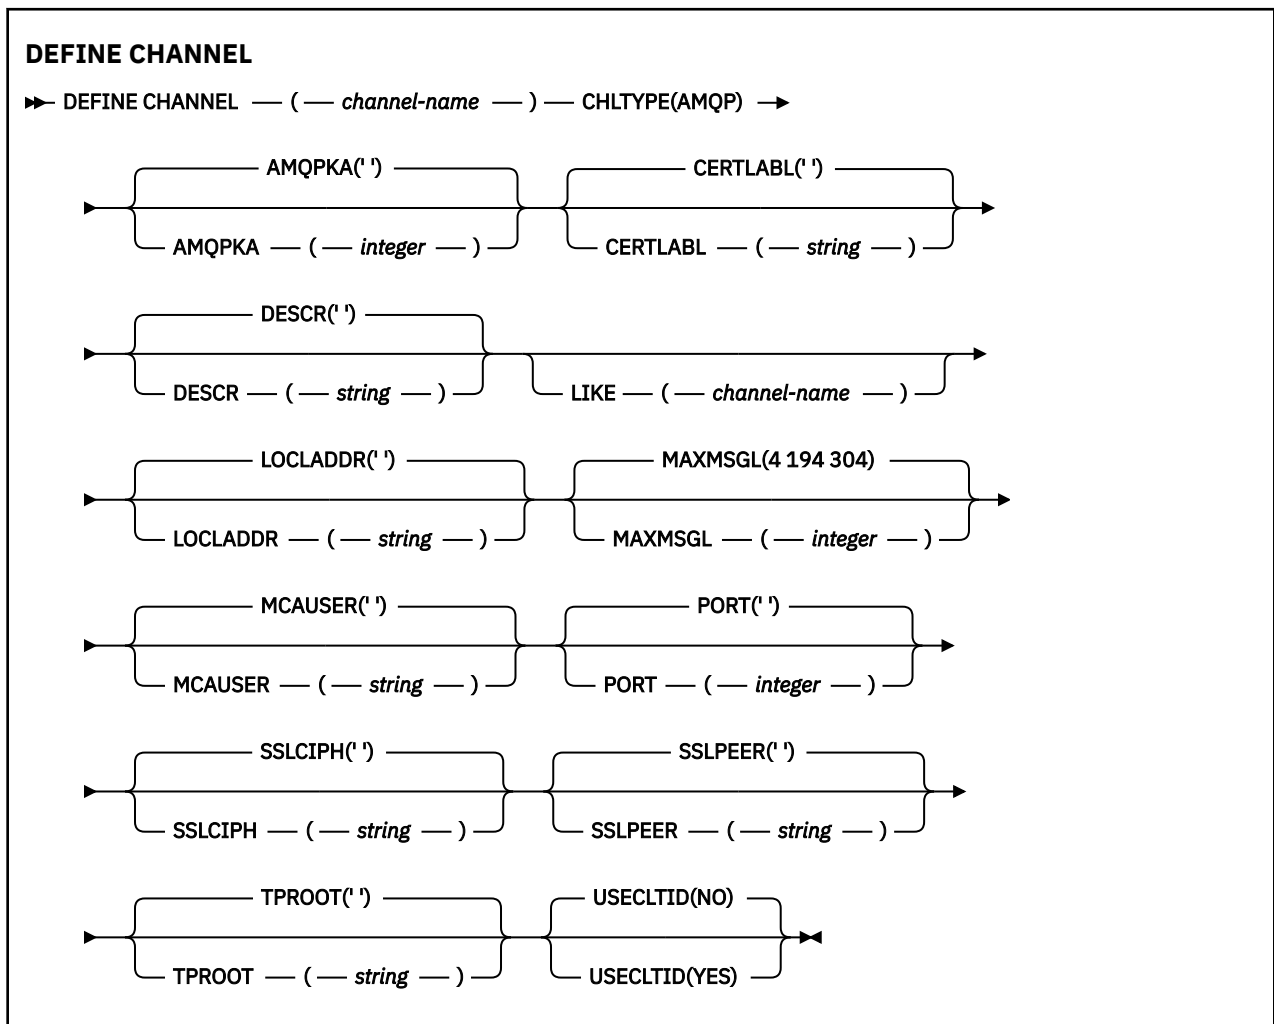 DEFINE CHANNEL
DEFINE CHANNEL ( channel-name ) CHLTYPE(AMQP)
AMQPKA(' ') CERTLABL(' ')
AMQPKA ( integer ) CERTLABL ( string )
DESCR(' ')
DESCR ( string ) LIKE ( channel-name )
LOCLADDR(' ') MAXMSGL(4 194 304)
LOCLADDR ( string ) MAXMSGL ( integer )
MCAUSER(' ') PORT(' ')
MCAUSER ( string ) PORT ( integer )
SSLCIPH(' ') SSLPEER(' ')
SSLCIPH ( string ) SSLPEER ( string )
TPROOT(' ') USECLTID(NO)
TPROOT ( string ) USECLTID(YES)